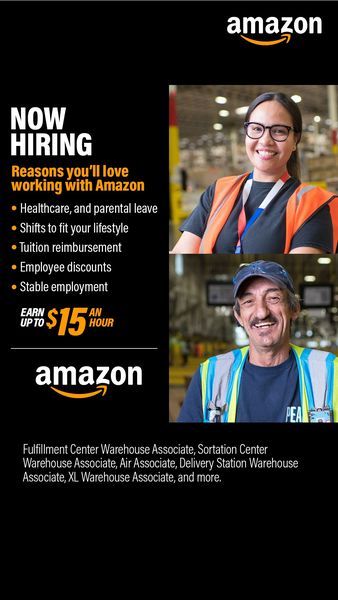 amazon
NOW
HIRING
Reasons you'll love
working with Amazon
• Healthcare, and parental leave
• Shifts to fit your lifestyle
• Tuition reimbursement
• Employee discounts
• Stable employment
EARN UP TO $15 AN HOUR
amazon
PEA
Fulfillment Center Warehouse Associate, Sortation Center
Warehouse Associate, Air Associate, Delivery Station Warehouse
Associate, XL Warehouse Associate, and more.